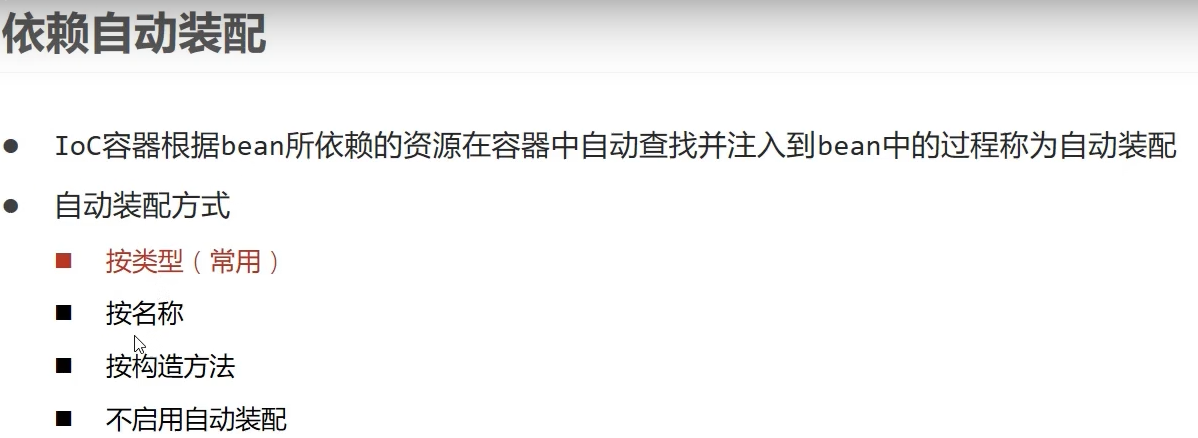 依赖自动装配
IoC容器根据bean所依赖的资源在容器中自动查找并注入到bean中的过程称为自动装配
自动装配方式
按类型（常用）
按名称
按构造方法
不启用自动装配